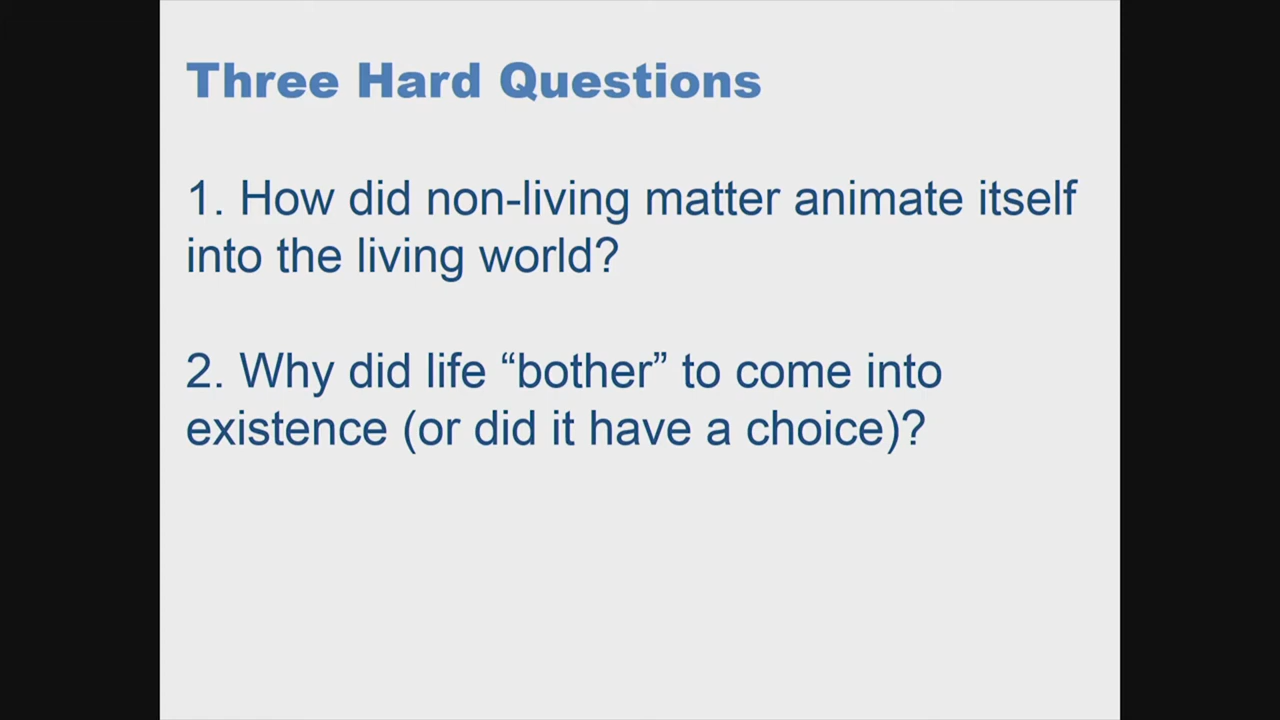 Three Hard Questions
1. How did non-living matter animate itself
into the living world?
2. Why did life “bother” to come into
existence (or did it have a choice)?